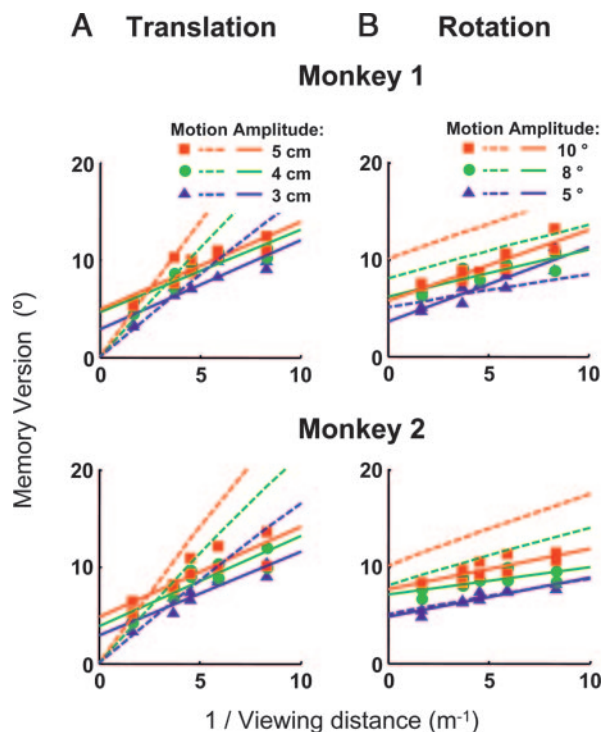 A Translation B Rotation
Monkey 1
Motion Amplitude: Motion Amplitude:
5 cm 10 °
4 cm 8 °
3 cm 5 °
20 20
10 10
0 0
0 5 10 0 5 10
Monkey 2
20 20
10 10
0 0
0 5 10 0 5 10
Memory Version (º)
1 / Viewing distance (m⁻¹)